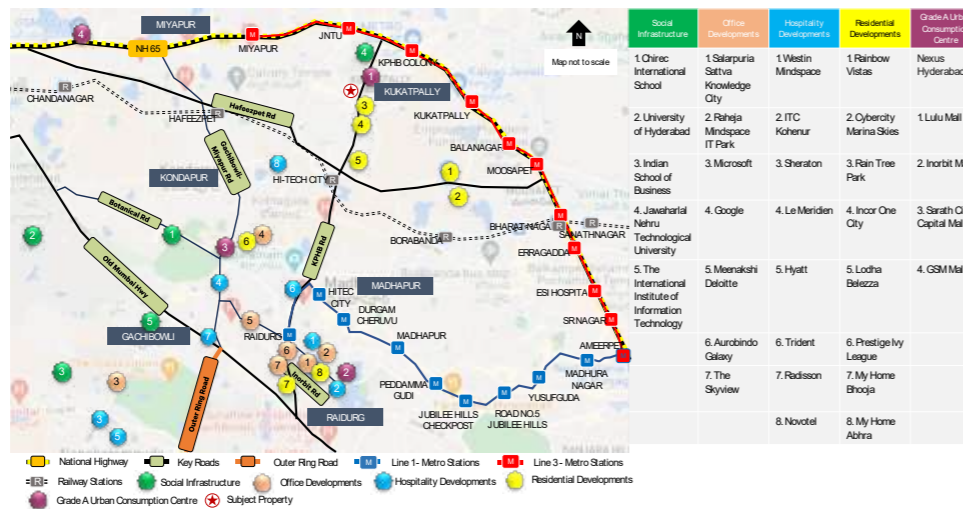 MIYAPUR
NH 65
MIYAPUR
JNTU
KPHB COLONY
KUKATPALLY
KUKATPALLY
CHANDANAGAR
HAFEEZPET
Hafeezpet Rd
Gachibowli-
Miyapur Rd
BALANAGAR
MOOSAPET
KONDAPUR
HI-TECH CITY
Botanical Rd
BORABANDA
BHARAT NAGA
SANATHNAGAR
ERRAGADDA
KPHB Rd
Old Mumbai Hwy
HITEC
CITY
MADHAPUR
ESI HOSPITA
DURGAM
CHERUVU
SR NAGAR
GACHIBOWLI
RAIDURG
MADHAPUR
AMEERPET
MADHURA
NAGAR
Inorbit Rd
PEDDAMMA
GUDI
YUSUFGUDA
Outer Ring Road
RAIDURG
JUBILEE HILLS
CHECKPOST
ROAD NO.5
JUBILEE HILLS
N
Map not to scale
Social
Infrastructure
1. Chirec
International
School
2. University
of Hyderabad
3. Indian
School of
Business
4. Jawaharlal
Nehru
Technological
University
5. The
International
Institute of
Information
Technology
Office
Developments
1. Salarpuria
Sattva
Knowledge
City
2. Raheja
Mindspace
IT Park
3. Microsoft
4. Google
5. Meenakshi
Deloitte
6. Aurobindo
Galaxy
7. The
Skyview
Hospitality
Developments
1. Westin
Mindspace
2. ITC
Kohenur
3. Sheraton
4. Le Meridien
5. Hyatt
6. Trident
7. Radisson
8. Novotel
Residential
Developments
1. Rainbow
Vistas
2. Cybercity
Marina Skies
3. Rain Tree
Park
4. Incor One
City
5. Lodha
Belezza
6. Prestige Ivy
League
7. My Home
Bhooja
8. My Home
Abhra
Grade A Urba
Consumptio
Centre
Nexus
Hyderabad
1. Lulu Mall
2. Inorbit M
3. Sarath Ci
Capital Mal
4. GSM Mal
National Highway
Key Roads
Outer Ring Road
M Line 1 - Metro Stations
M Line 3 - Metro Stations
R Railway Stations
Social Infrastructure
Office Developments
Hospitality Developments
Residential Developments
Grade A Urban Consumption Centre
Subject Property